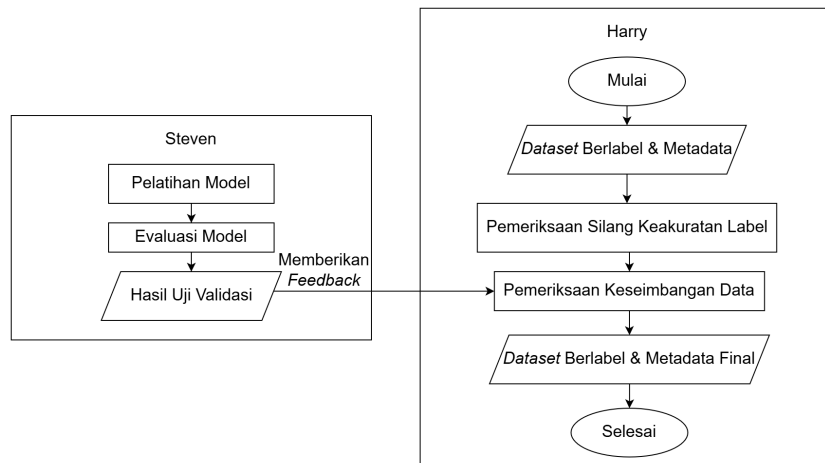 Steven
Pelatihan Model
Evaluasi Model
Hasil Uji Validasi
Memberikan
Feedback
Harry
Mulai
Dataset Berlabel & Metadata
Pemeriksaan Silang Keakuratan Label
Pemeriksaan Keseimbangan Data
Dataset Berlabel & Metadata Final
Selesai